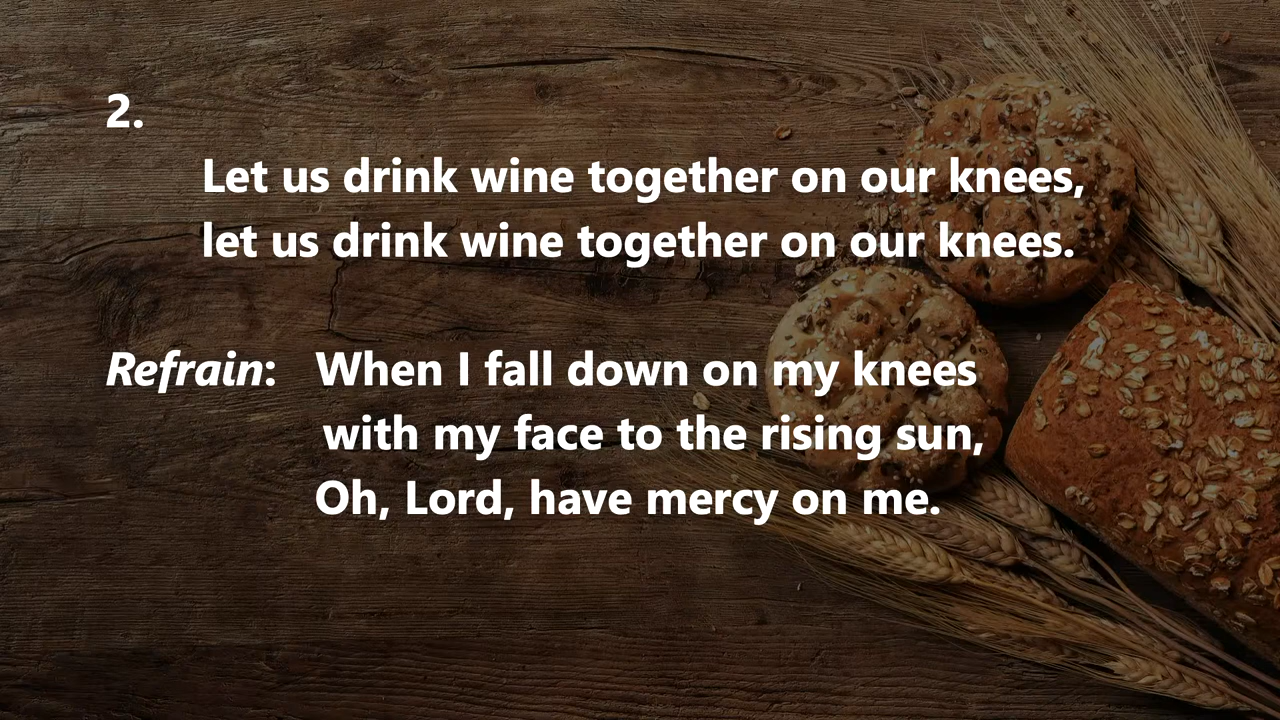 2.
Let us drink wine together on our knees,
let us drink wine together on our knees.
Refrain: When I fall down on my knees
with my face to the rising sun,
Oh, Lord, have mercy on me.